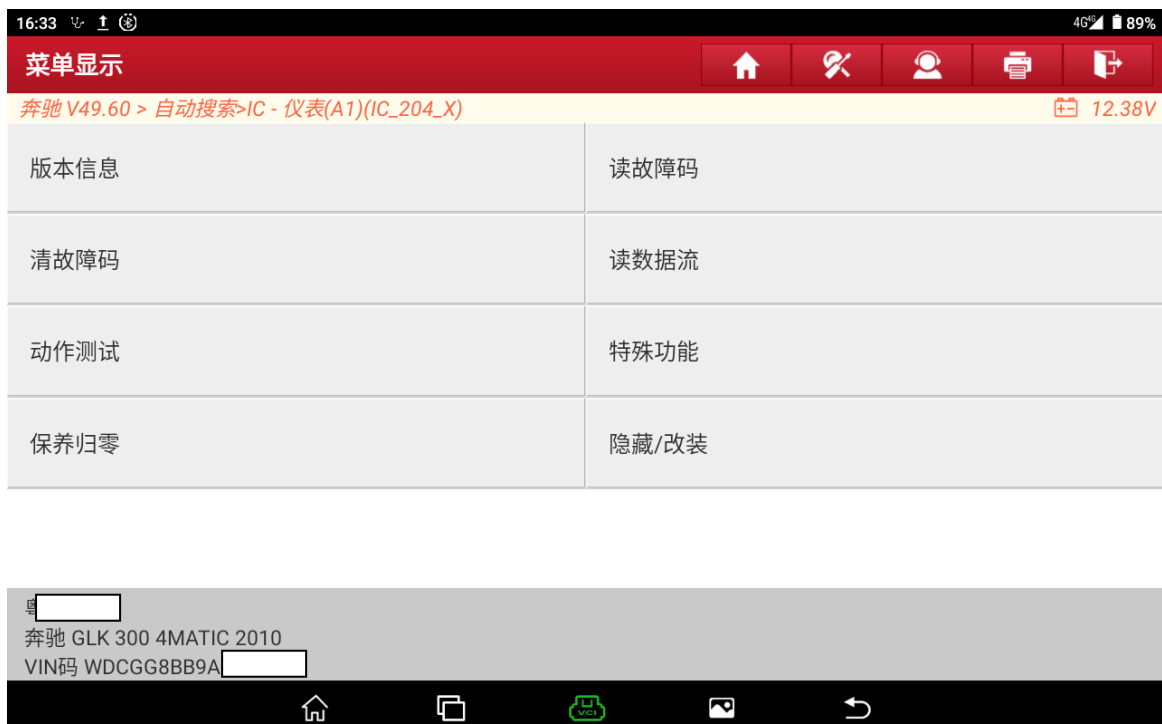 16:33
4G 4G 89%
菜单显示
奔驰 V49.60 > 自动搜索>IC - 仪表(A1)(IC_204_X)
12.38V
版本信息 读故障码
清故障码 读数据流
动作测试 特殊功能
保养归零 隐藏/改装
奔驰 GLK 300 4MATIC 2010
VIN码 WDCGG8BB9A
VCI